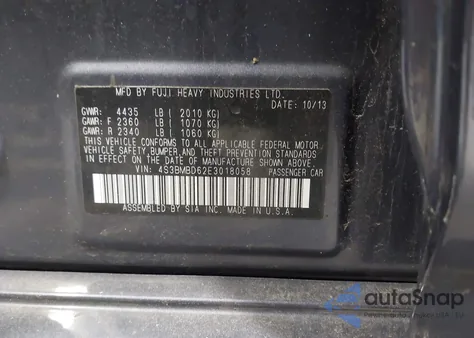 MFD BY FUJI HEAVY INDUSTRIES LTD.
DATE: 10/13
GVWR: 4435 LB ( 2010 KG)
GAWR: F 2360 LB ( 1070 KG)
GAWR: R 2340 LB ( 1060 KG)
THIS VEHICLE CONFORMS TO ALL APPLICABLE FEDERAL MOTOR
VEHICLE SAFETY, BUMPER, AND THEFT PREVENTION STANDARDS
IN EFFECT ON THE DATE OF MANUFACTURE SHOWN ABOVE.
VIN: 4S3BMBD62E3018058 PASSENGER CAR
ASSEMBLED BY SIA INC. MADE IN U.S.A.
autaSnap